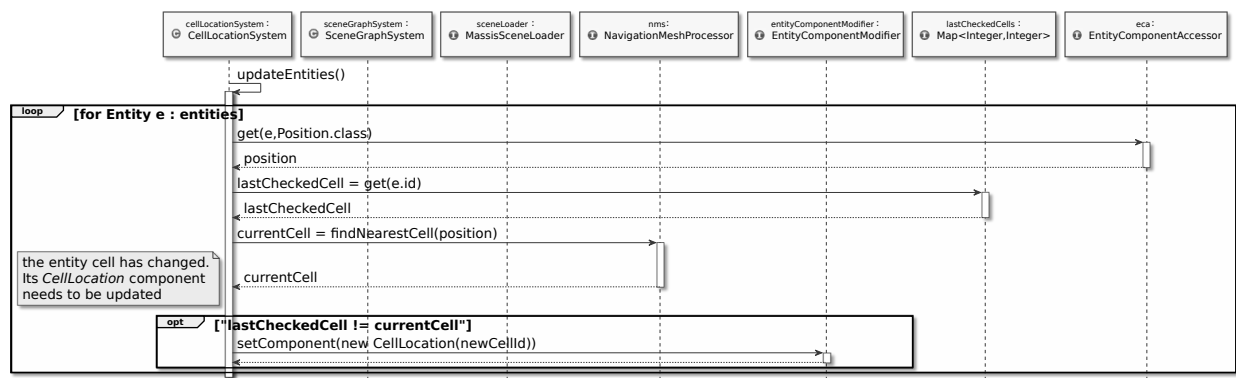 cellLocationSystem :
C CellLocationSystem
sceneGraphSystem :
C SceneGraphSystem
sceneLoader :
I MassisSceneLoader
nms:
I NavigationMeshProcessor
entityComponentModifier:
I EntityComponentModifier
lastCheckedCells :
I Map<Integer,Integer>
eca:
I EntityComponentAccessor
updateEntities()
loop [for Entity e : entities]
get(e,Position.class)
position
lastCheckedCell = get(e.id)
lastCheckedCell
currentCell = findNearestCell(position)
the entity cell has changed.
Its CellLocation component
needs to be updated
currentCell
opt ["lastCheckedCell != currentCell"]
setComponent(new CellLocation(newCellId))